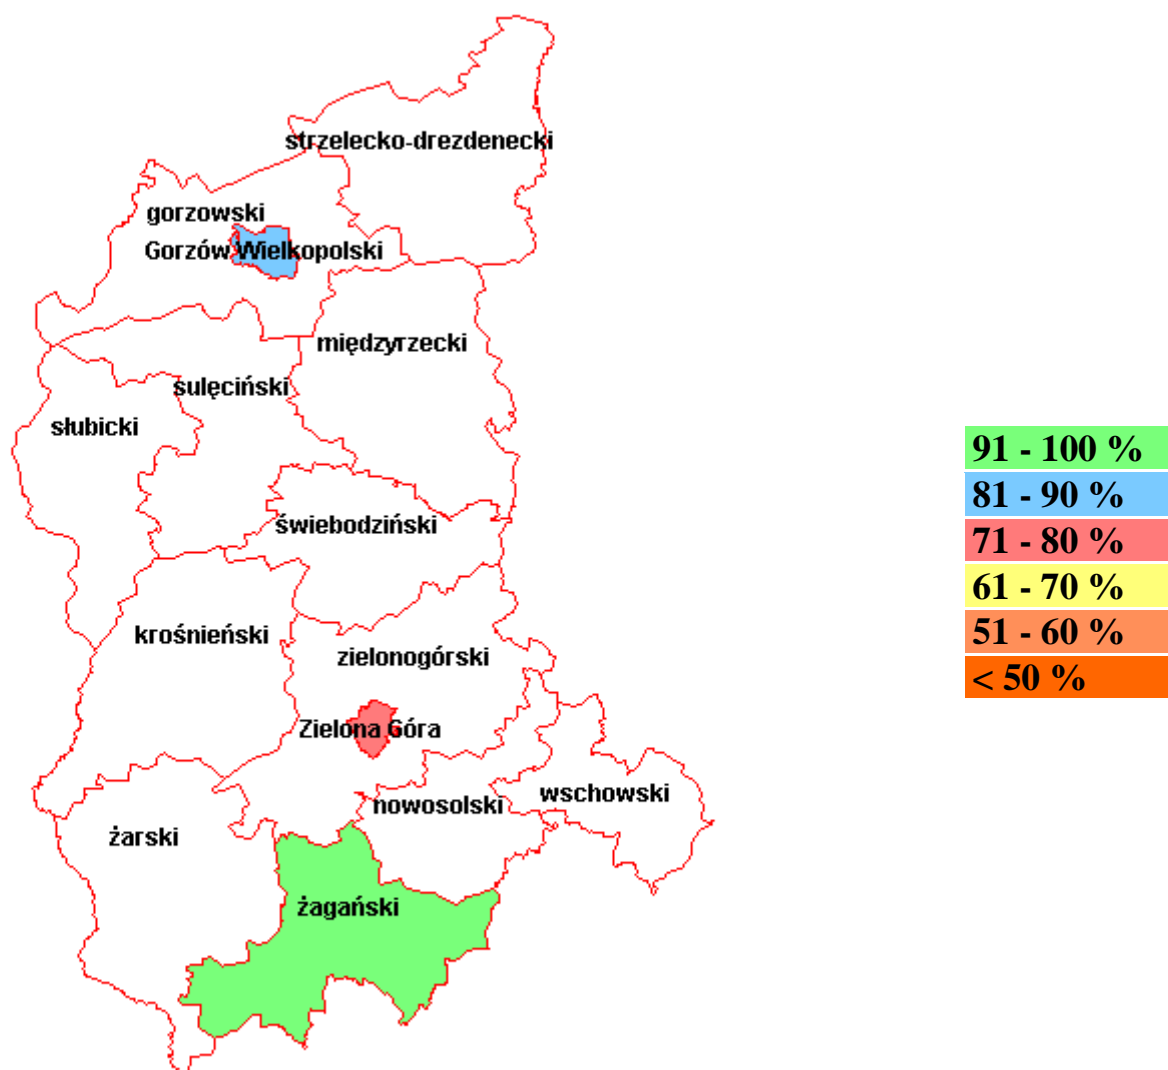 strzelecko-drezdenecki
gorzowski
Gorzów Wielkopolski
międzyrzecki
sulęciński
słubicki
świebodziński
krośnieński
zielonogórski
Zielona Góra
nowosolski
wschowski
żarski
żagański
91 - 100 %
81 - 90 %
71 - 80 %
61 - 70 %
51 - 60 %
< 50 %